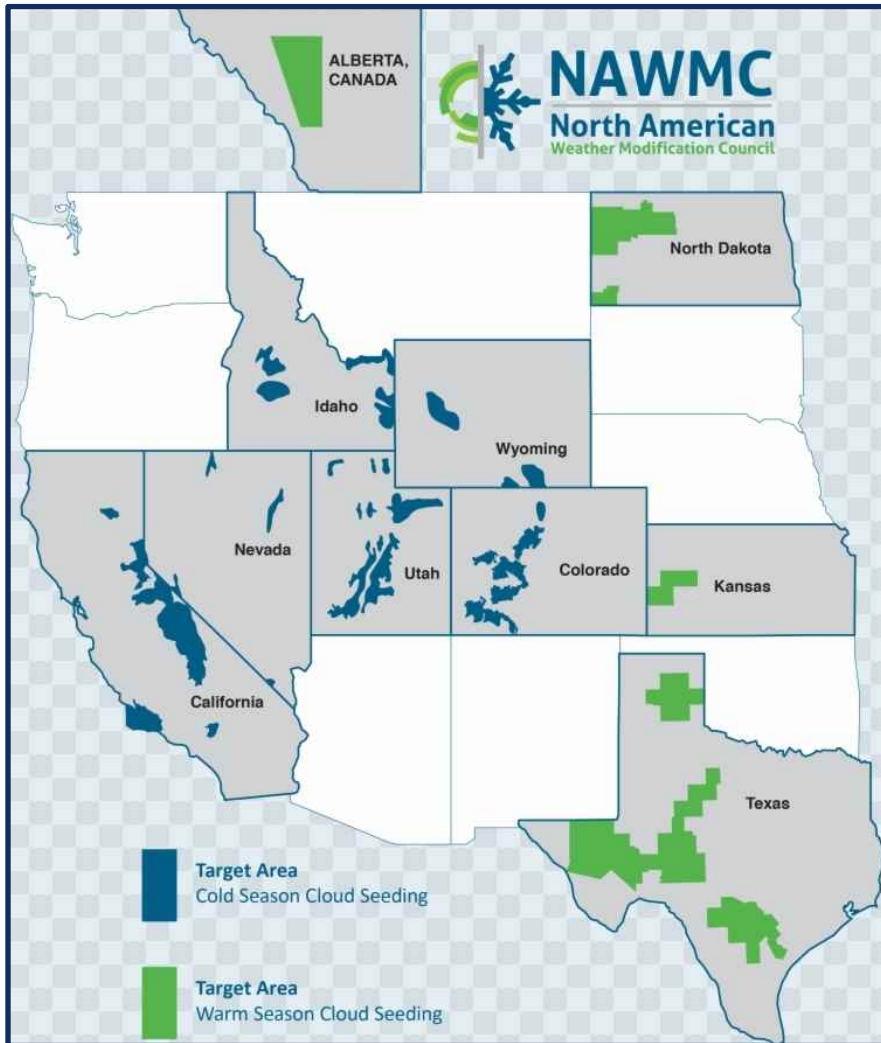 ALBERTA,
CANADA
NAWMC
North American
Weather Modification Council
North Dakota
Idaho
Wyoming
Nevada
Utah
Colorado
Kansas
California
Texas
Target Area
Cold Season Cloud Seeding
Target Area
Warm Season Cloud Seeding